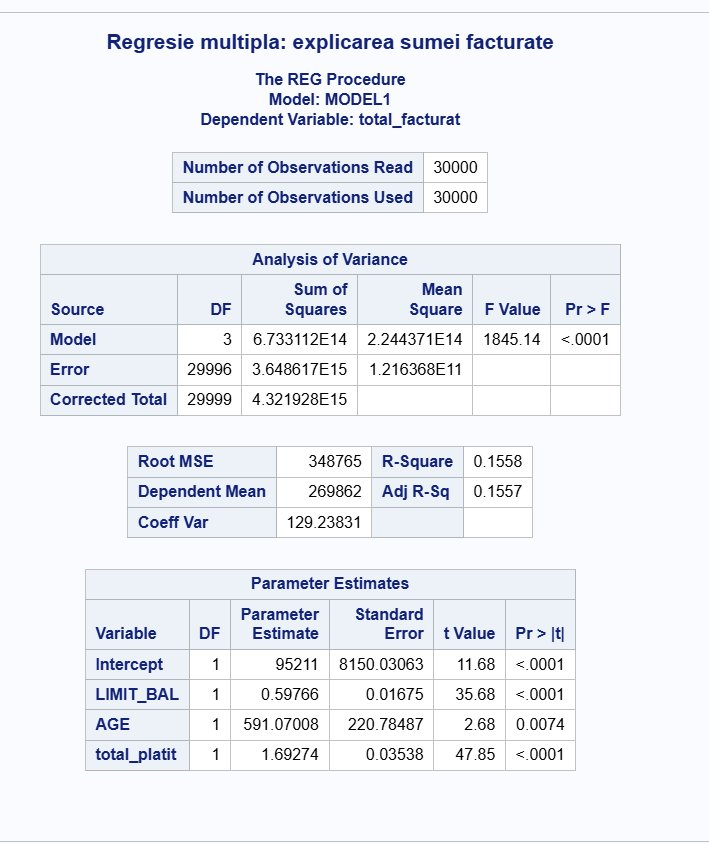 Regresie multipla: explicarea sumei facturate
The REG Procedure
Model: MODEL1
Dependent Variable: total_facturat
Number of Observations Read 30000
Number of Observations Used 30000
Analysis of Variance
Source DF Sum of Squares Mean Square F Value Pr > F
Model 3 6.733112E14 2.244371E14 1845.14 <.0001
Error 29996 3.648617E15 1.216368E11
Corrected Total 29999 4.321928E15
Root MSE 348765 R-Square 0.1558
Dependent Mean 269862 Adj R-Sq 0.1557
Coeff Var 129.23831
Parameter Estimates
Variable DF Parameter Estimate Standard Error t Value Pr > |t|
Intercept 1 95211 8150.03063 11.68 <.0001
LIMIT_BAL 1 0.59766 0.01675 35.68 <.0001
AGE 1 591.07008 220.78487 2.68 0.0074
total_platit 1 1.69274 0.03538 47.85 <.0001